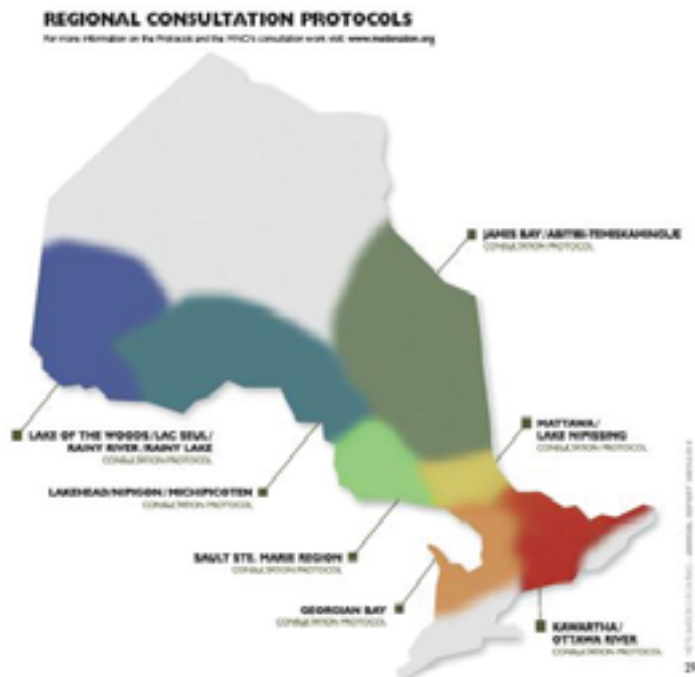 REGIONAL CONSULTATION PROTOCOLS
For more information on the Protocols and the MNO's consultation work visit: www.metisnation.org
JAMES BAY/ABITIBI-TEMISKAMINGUE
CONSULTATION PROTOCOL
MATTAWA/
LAKE NIPISSING
CONSULTATION PROTOCOL
LAKE OF THE WOODS/LAC SEUL/
RAINY RIVER/RAINY LAKE
CONSULTATION PROTOCOL
LAKEHEAD/NIPIGON/MICHIPICOTEN
CONSULTATION PROTOCOL
SAULT STE. MARIE REGION
CONSULTATION PROTOCOL
GEORGIAN BAY
CONSULTATION PROTOCOL
KAWARTHA/
OTTAWA RIVER
CONSULTATION PROTOCOL